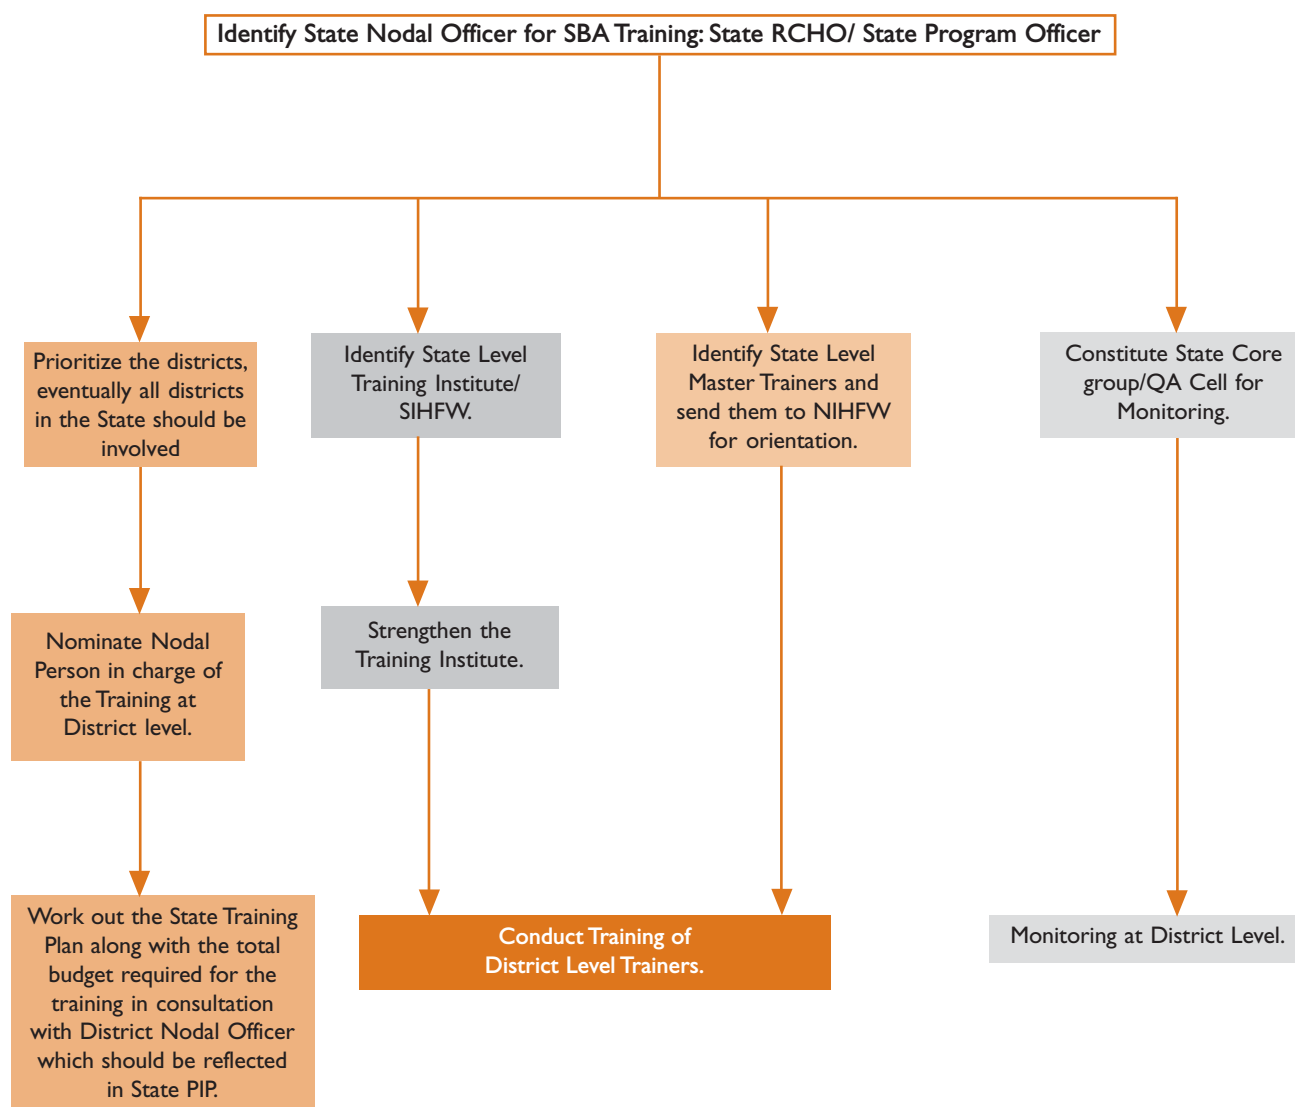 Identify State Nodal Officer for SBA Training: State RCHO/ State Program Officer
Prioritize the districts,
eventually all districts
in the State should be
involved
Identify State Level
Training Institute/
SIHFW.
Identify State Level
Master Trainers and
send them to NIHFW
for orientation.
Constitute State Core
group/QA Cell for
Monitoring.
Nominate Nodal
Person in charge of
the Training at
District level.
Strengthen the
Training Institute.
Work out the State Training
Plan along with the total
budget required for the
training in consultation
with District Nodal Officer
which should be reflected
in State PIP.
Conduct Training of
District Level Trainers.
Monitoring at District Level.